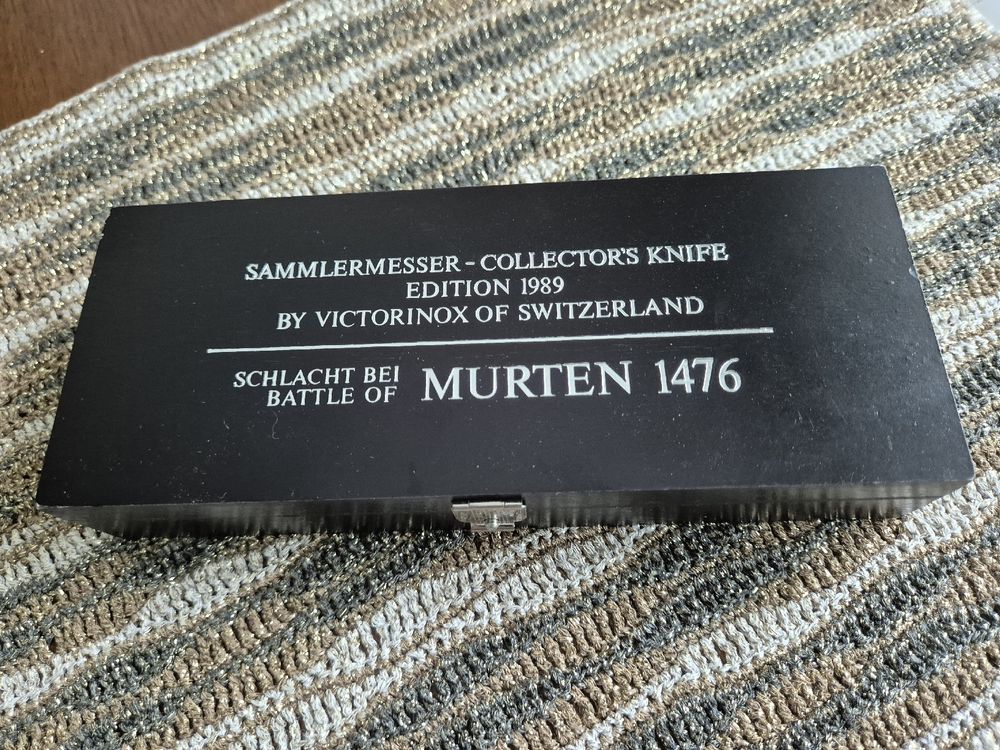 SAMMLERMESSER - COLLECTOR'S KNIFE
EDITION 1989
BY VICTORINOX OF SWITZERLAND
SCHLACHT BEI
BATTLE OF
MURTEN 1476